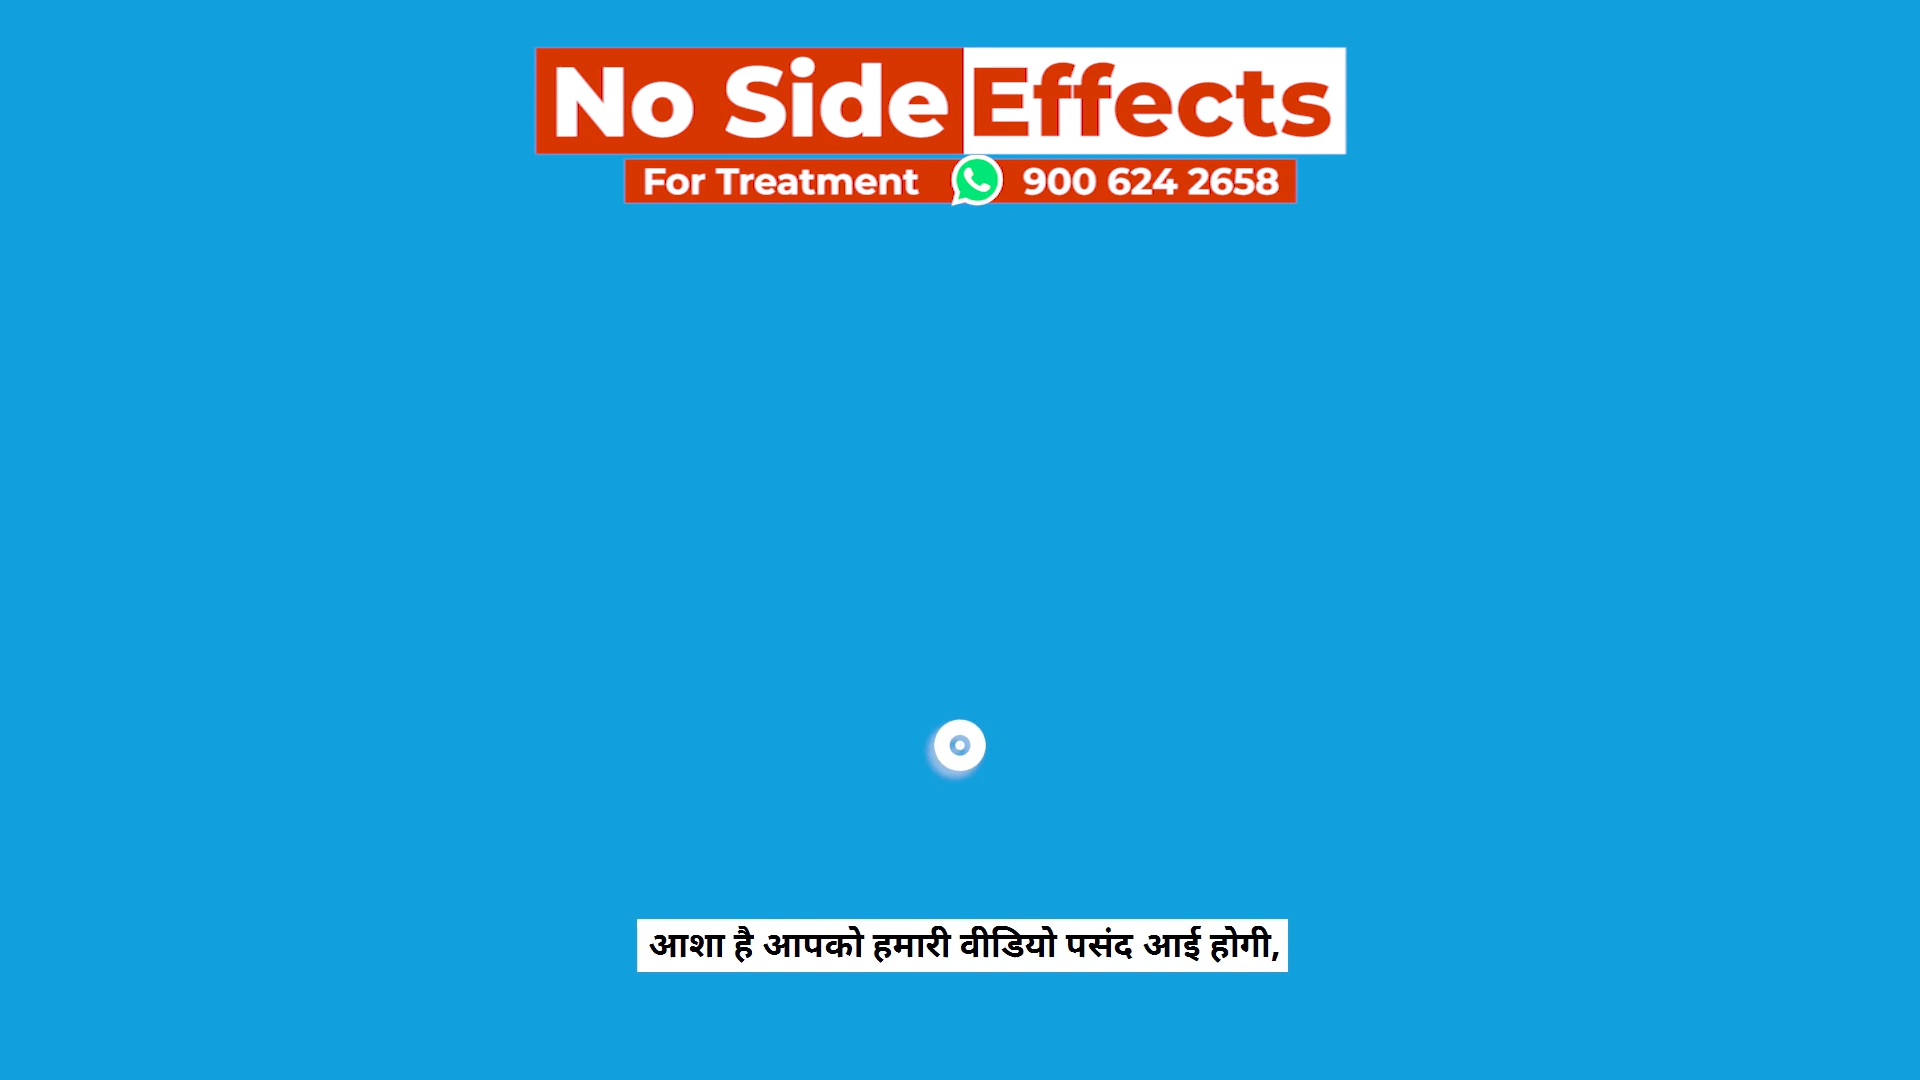 No Side Effects
For Treatment 900 624 2658
आशा है आपको हमारी वीडियो पसंद आई होगी,